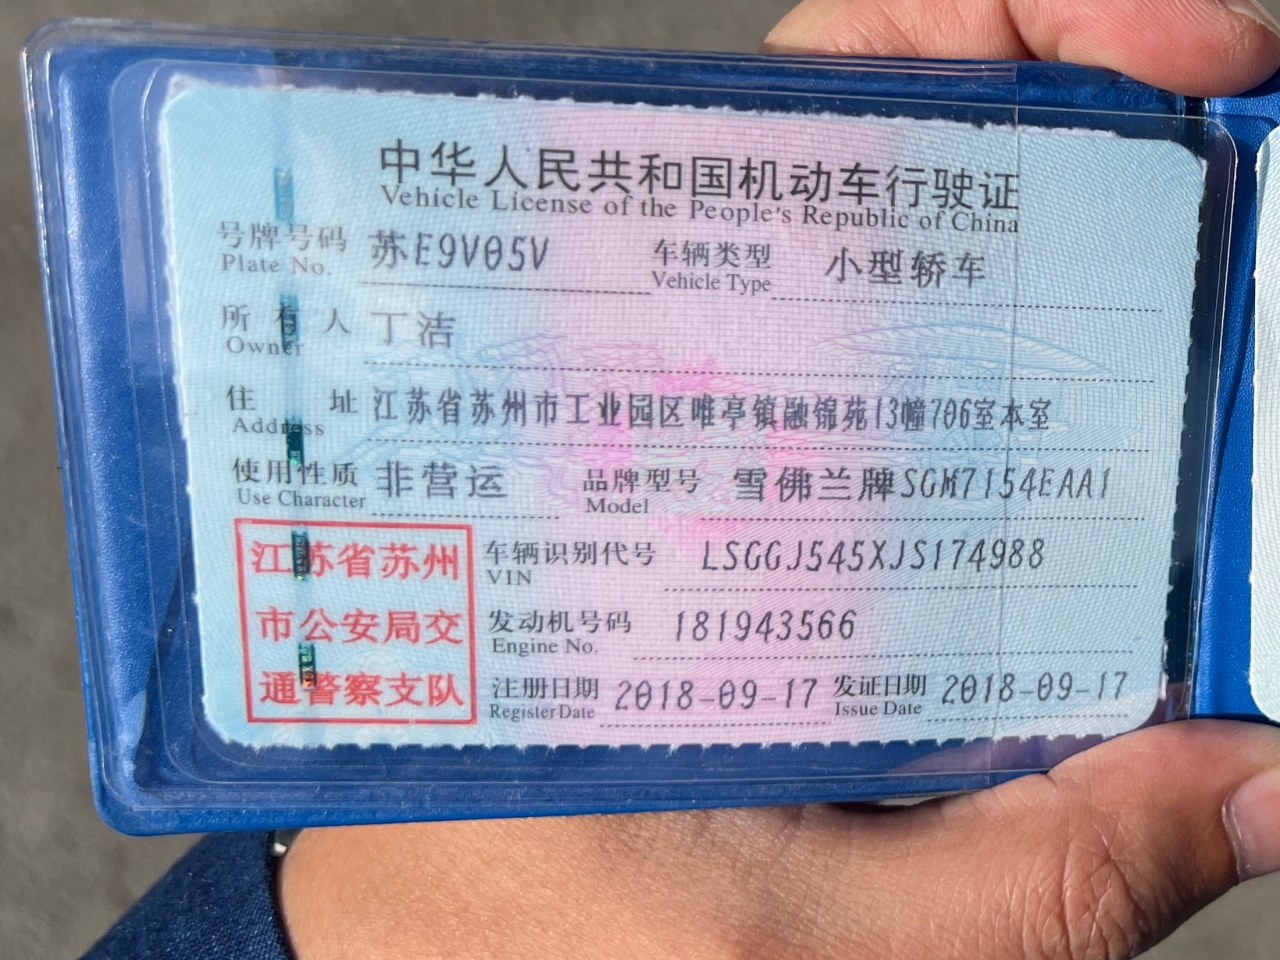 中华人民共和国机动车行驶证
Vehicle License of the People's Republic of China
号牌号码 苏E9V05V 车辆类型 小型轿车
Plate No. Vehicle Type
所有人 丁洁
Owner
住址 江苏省苏州市工业园区唯亭镇融锦苑13幢706室本室
Address
使用性质 非营运 品牌型号 雪佛兰牌SGM7154EAA1
Use Character Model
江苏省苏州
市公安局交
通警察支队
车辆识别代号 LSGGJ545XJS174988
VIN
发动机号码 181943566
Engine No.
注册日期 2018-09-17 发证日期 2018-09-17
Register Date Issue Date